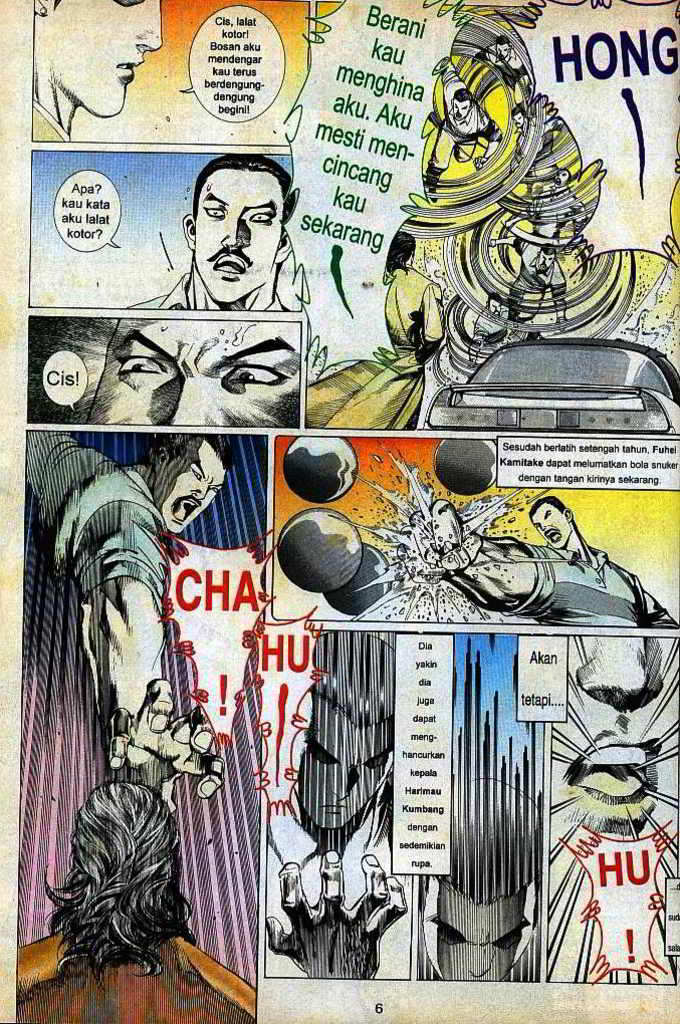 Cis, lalat
kotor!
Bosan aku
mendengar
kau terus
berdengung-
dengung
begini!
Berani
kau
menghina
aku. Aku
mesti men-
cincang
kau
sekarang
!
HONG
!
Apa?
kau kata
aku lalat
kotor?
Cis!
Sesudah berlatih setengah tahun, Fuhei
Kamitake dapat melumatkan bola snuker
dengan tangan kirinya sekarang.
CHA
!
HU
!
Dia
yakin
dia
juga
dapat
meng-
hancurkan
kepala
Harimau
Kumbang
dengan
sedemikian
rupa.
Akan
tetapi....
HU
!
6